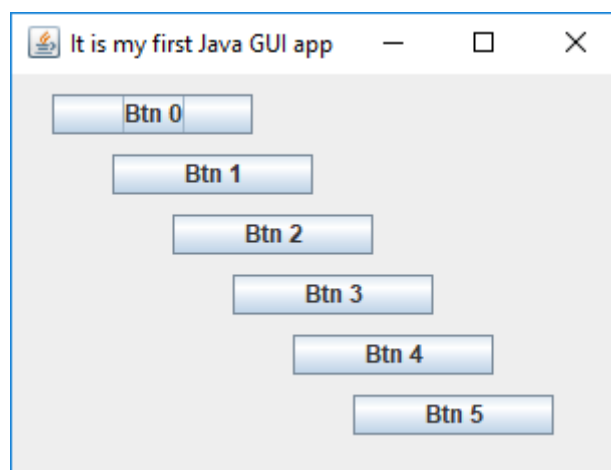 It is my first Java GUI app
Btn 0
Btn 1
Btn 2
Btn 3
Btn 4
Btn 5